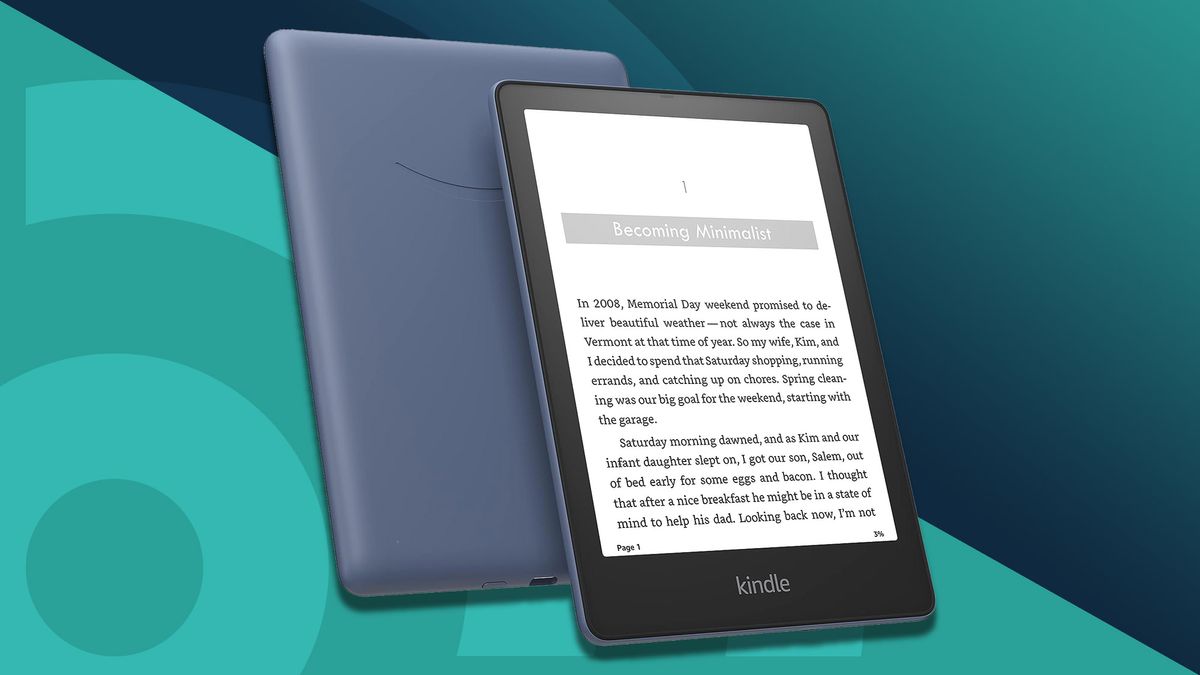 1
Becoming Minimalist
In 2008, Memorial Day weekend promised to de-
liver beautiful weather—not always the case in
Vermont at that time of year. So my wife, Kim, and
I decided to spend that Saturday shopping, running
errands, and catching up on chores. Spring clean-
ing was our big goal for the weekend, starting with
the garage.
Saturday morning dawned, and as Kim and our
infant daughter slept on, I got our son, Salem, out
of bed early for some eggs and bacon. I thought
that after a nice breakfast he might be in a state of
mind to help his dad. Looking back now, I'm not
Page 1 3%
kindle